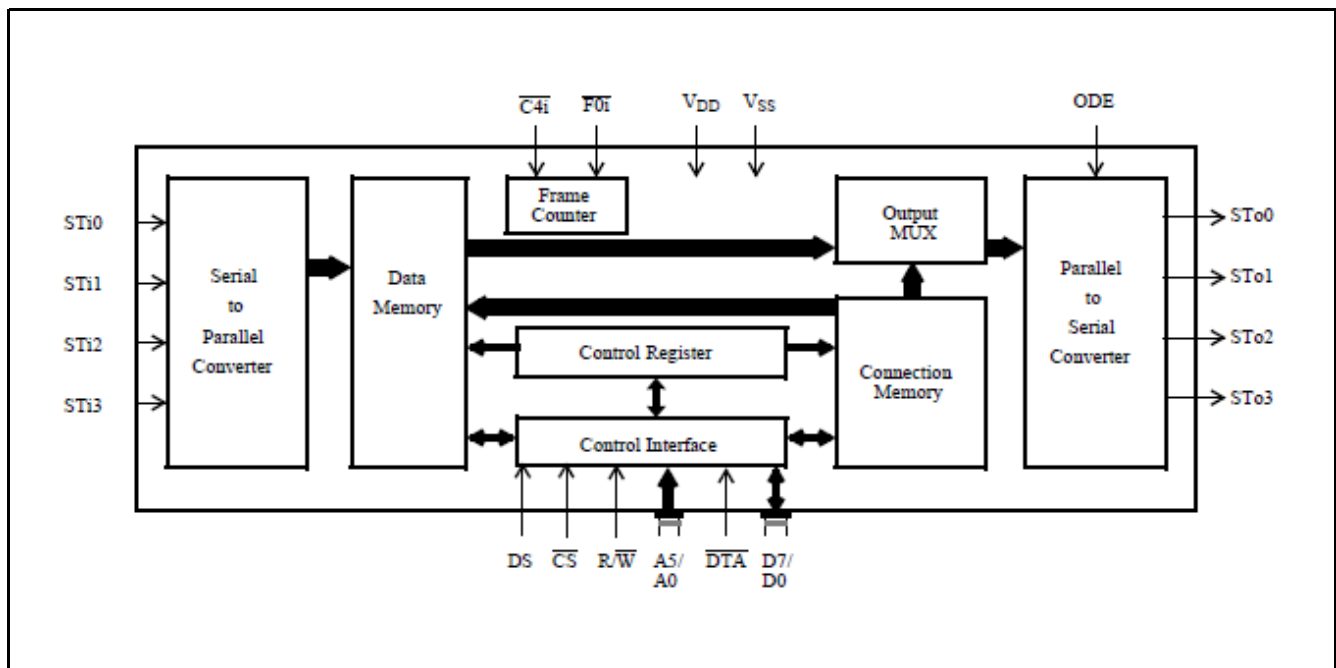 C4i F0i VDD VSS ODE
STi0
STi1
STi2
STi3
Serial
to
Parallel
Converter
Data
Memory
Frame
Counter
Control Register
Control Interface
Output
MUX
Connection
Memory
Parallel
to
Serial
Converter
STo0
STo1
STo2
STo3
DS CS R/W A5/ DTA D7/
A0 D0